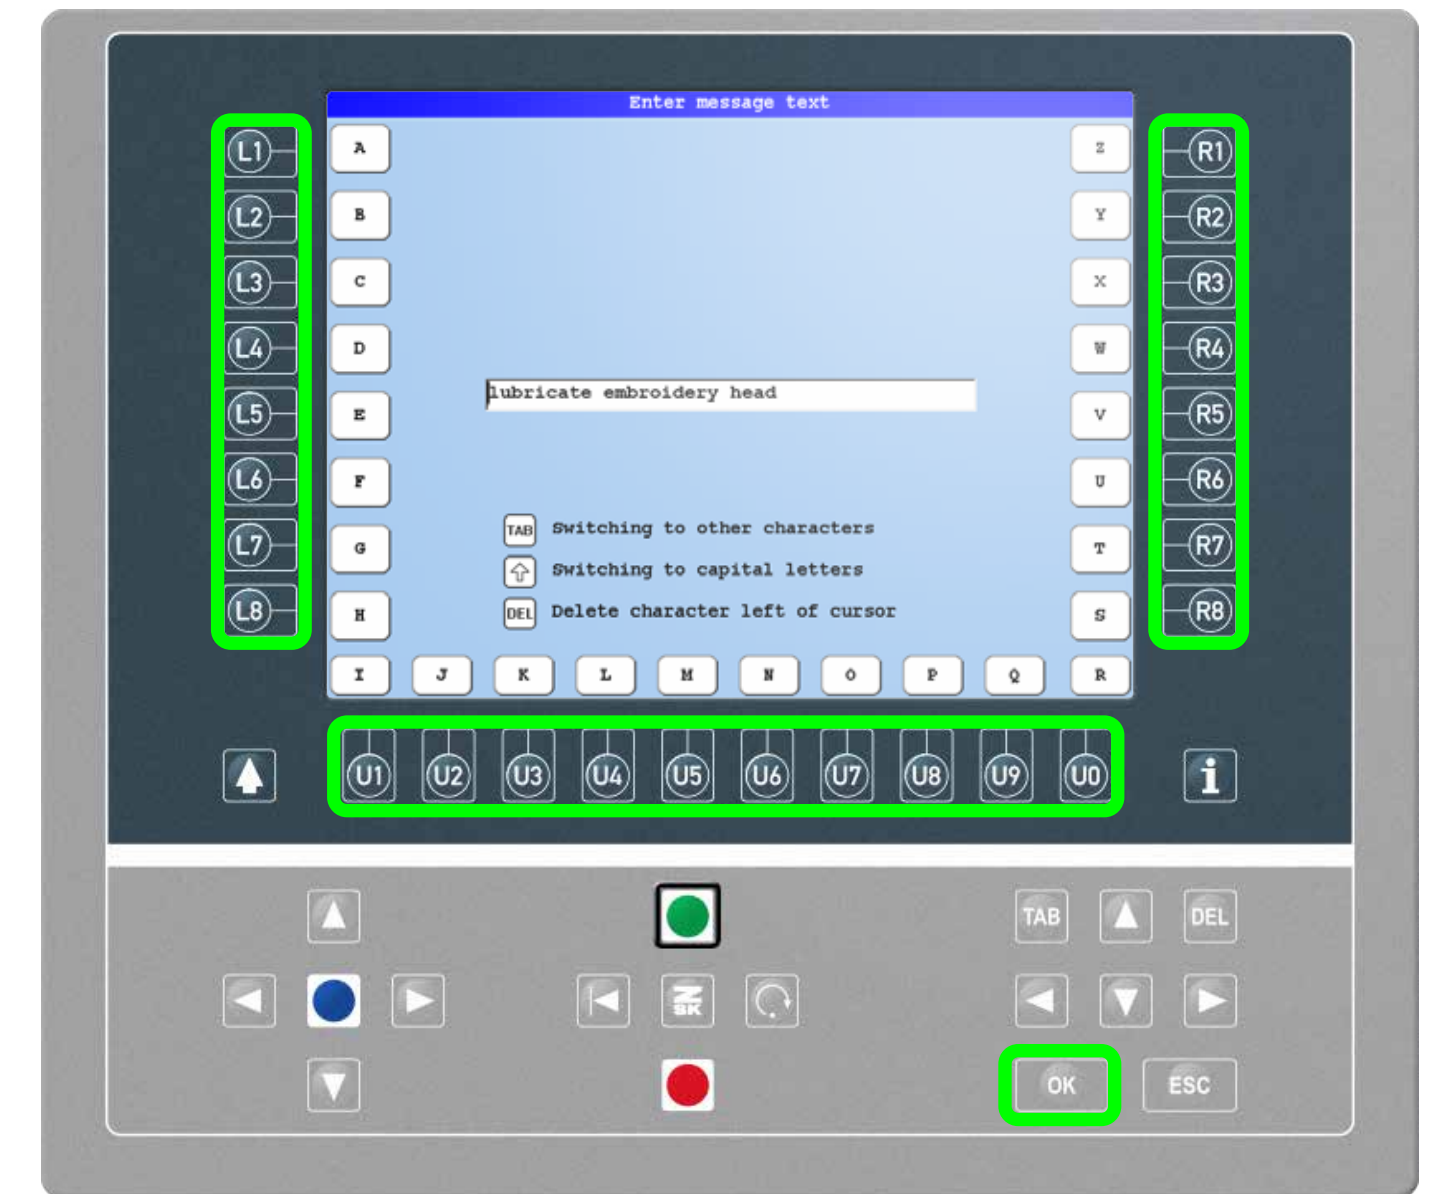 Enter message text
L1 A Z R1
L2 B Y R2
L3 C X R3
L4 D W R4
lubricate embroidery head
L5 E V R5
L6 F U R6
TAB Switching to other characters
L7 G T R7
Switching to capital letters
L8 H S R8
DEL Delete character left of cursor
I J K L M N O P Q R
U1 U2 U3 U4 U5 U6 U7 U8 U9 U0
i
TAB DEL
ZSK
OK ESC